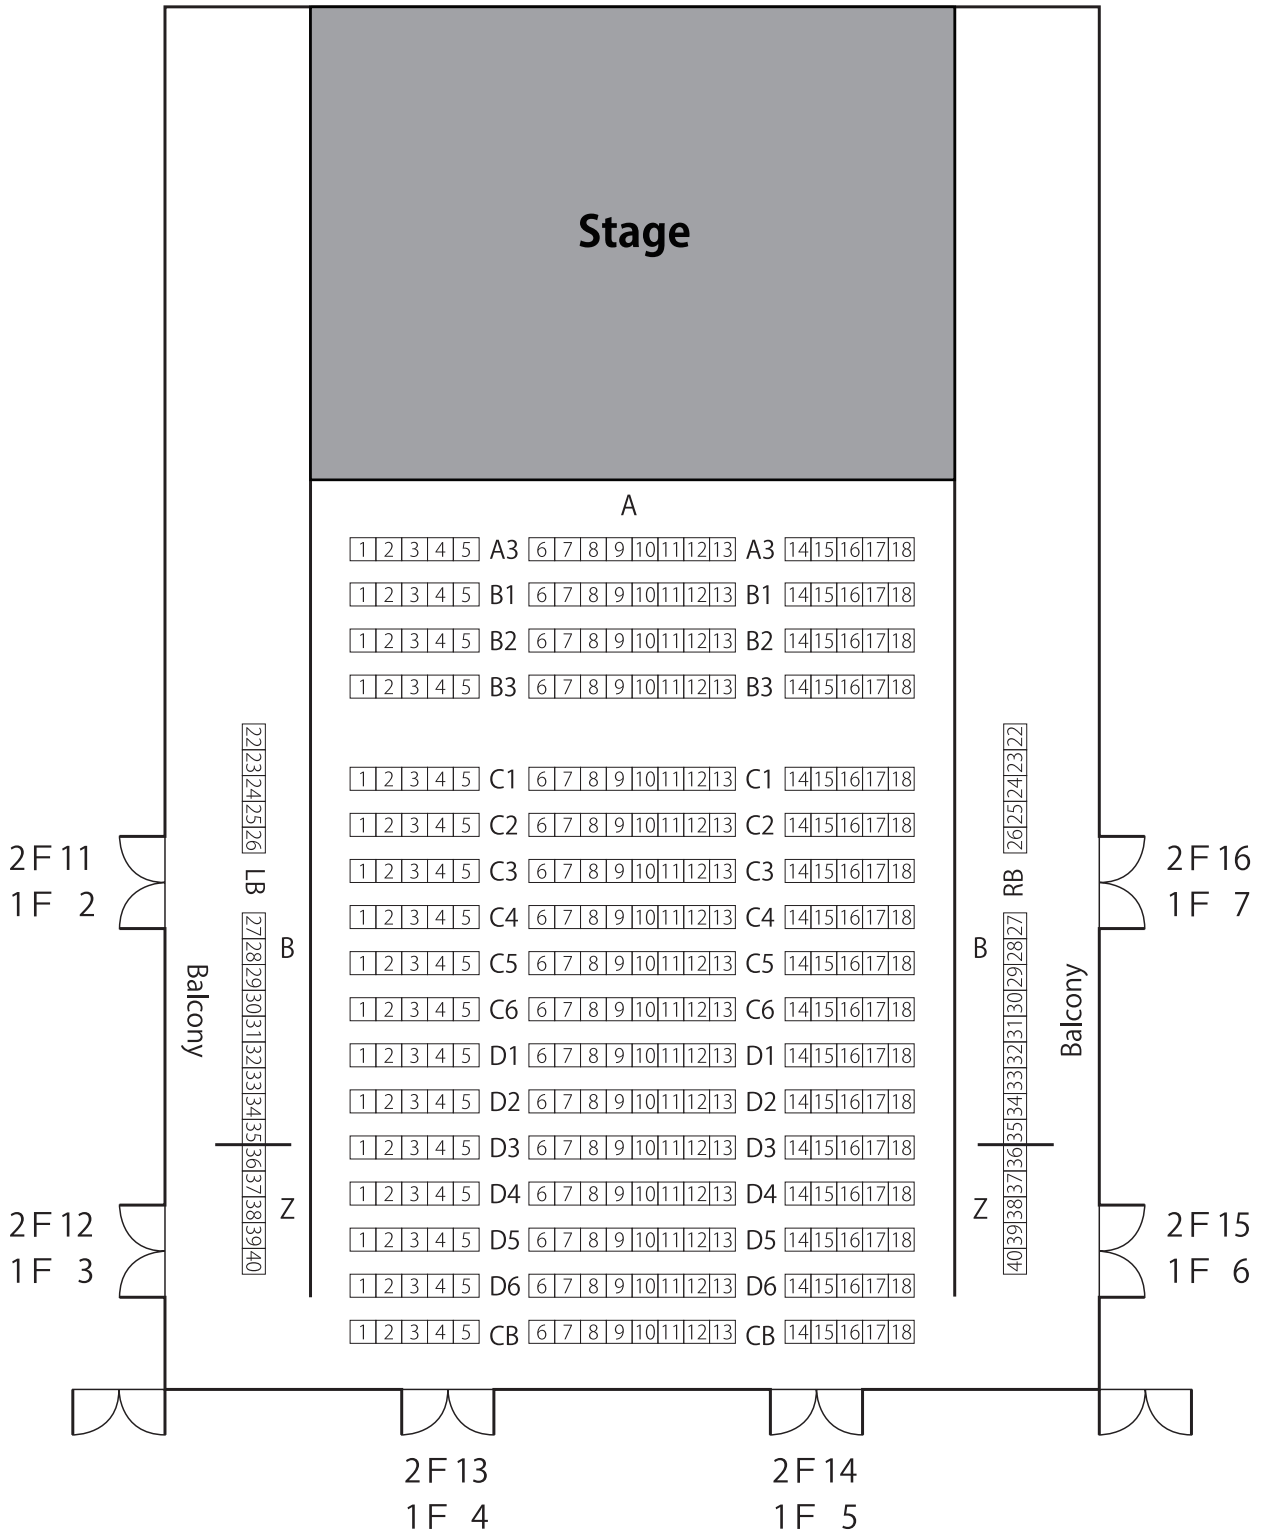 Stage
A
1 2 3 4 5 A3 6 7 8 9 10 11 12 13 A3 14 15 16 17 18
1 2 3 4 5 B1 6 7 8 9 10 11 12 13 B1 14 15 16 17 18
1 2 3 4 5 B2 6 7 8 9 10 11 12 13 B2 14 15 16 17 18
1 2 3 4 5 B3 6 7 8 9 10 11 12 13 B3 14 15 16 17 18
1 2 3 4 5 C1 6 7 8 9 10 11 12 13 C1 14 15 16 17 18
1 2 3 4 5 C2 6 7 8 9 10 11 12 13 C2 14 15 16 17 18
1 2 3 4 5 C3 6 7 8 9 10 11 12 13 C3 14 15 16 17 18
1 2 3 4 5 C4 6 7 8 9 10 11 12 13 C4 14 15 16 17 18
1 2 3 4 5 C5 6 7 8 9 10 11 12 13 C5 14 15 16 17 18
1 2 3 4 5 C6 6 7 8 9 10 11 12 13 C6 14 15 16 17 18
1 2 3 4 5 D1 6 7 8 9 10 11 12 13 D1 14 15 16 17 18
1 2 3 4 5 D2 6 7 8 9 10 11 12 13 D2 14 15 16 17 18
1 2 3 4 5 D3 6 7 8 9 10 11 12 13 D3 14 15 16 17 18
1 2 3 4 5 D4 6 7 8 9 10 11 12 13 D4 14 15 16 17 18
1 2 3 4 5 D5 6 7 8 9 10 11 12 13 D5 14 15 16 17 18
1 2 3 4 5 D6 6 7 8 9 10 11 12 13 D6 14 15 16 17 18
1 2 3 4 5 CB 6 7 8 9 10 11 12 13 CB 14 15 16 17 18
22 23 24 25 26 LB 27 28 29 30 31 32 33 34 35 36 37 38 39 40
B
Z
Balcony
40 39 38 37 36 35 34 33 32 31 30 29 28 27 RB 26 25 24 23 22
B
Z
Balcony
2F 11
1F 2
2F 12
1F 3
2F 16
1F 7
2F 15
1F 6
2F 13
1F 4
2F 14
1F 5